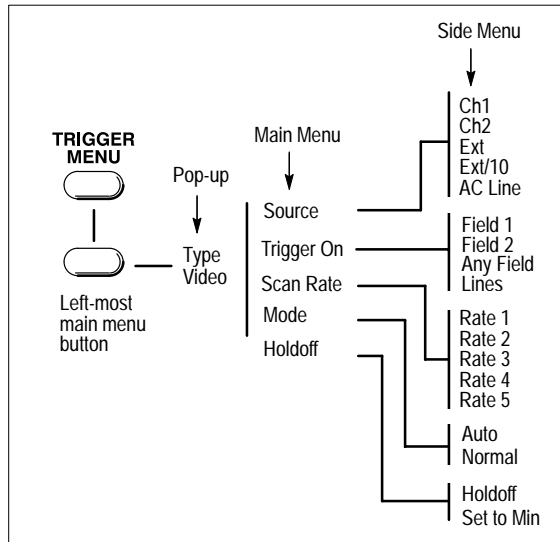 Side Menu
Ch1
Ch2
Ext
Ext/10
AC Line
TRIGGER
MENU
Main Menu
Pop-up
Source
Trigger On
Scan Rate
Mode
Holdoff
Type
Video
Left-most
main menu
button
Field 1
Field 2
Any Field
Lines
Rate 1
Rate 2
Rate 3
Rate 4
Rate 5
Auto
Normal
Holdoff
Set to Min